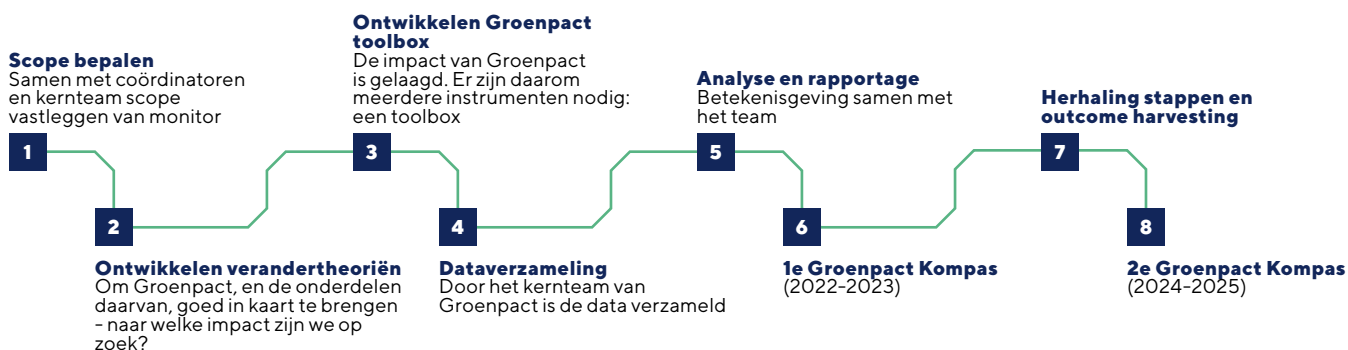 1
Scope bepalen
Samen met coördinatoren
en kernteam scope
vastleggen van monitor
2
Ontwikkelen verandertheoriën
Om Groenpact, en de onderdelen
daarvan, goed in kaart te brengen
- naar welke impact zijn we op
zoek?
3
Ontwikkelen Groenpact
toolbox
De impact van Groenpact
is gelaagd. Er zijn daarom
meerdere instrumenten nodig:
een toolbox
4
Dataverzameling
Door het kernteam van
Groenpact is de data verzameld
5
Analyse en rapportage
Betekenisgeving samen met
het team
6
1e Groenpact Kompas
(2022-2023)
7
Herhaling stappen en
outcome harvesting
8
2e Groenpact Kompas
(2024-2025)